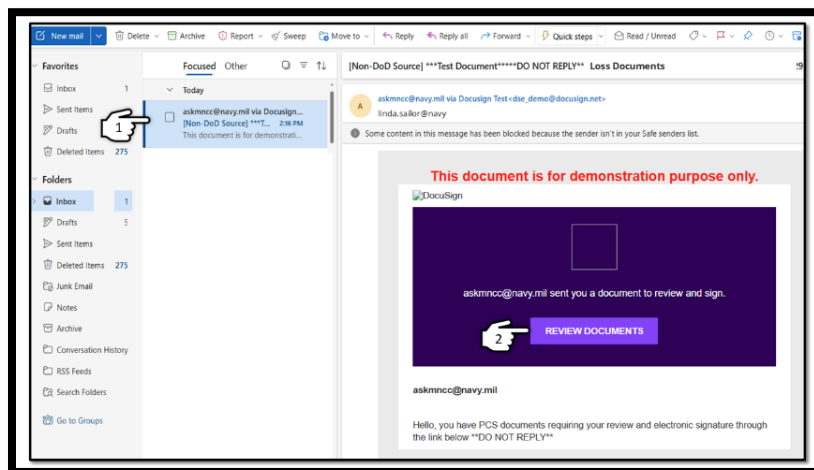 New mail Delete Archive Report Sweep Move to Reply Reply all Forward Quick steps Read / Unread
Favorites
Inbox 1
Sent Items
Drafts
Deleted Items 275
Folders
Inbox 1
Drafts 5
Sent Items
Deleted Items 275
Junk Email
Notes
Archive
Conversation History
RSS Feeds
Search Folders
Go to Groups
Focused Other
Today
askmncc@navy.mil via Docusign...
[Non-DoD Source] ***T... 2:16 PM
This document is for demonstrati...
1
[Non-DoD Source] ***Test Document*****DO NOT REPLY** Loss Documents
A
askmncc@navy.mil via Docusign Test<dse_demo@docusign.net>
linda.sailor@navy
Some content in this message has been blocked because the sender isn't in your Safe senders list.
This document is for demonstration purpose only.
DocuSign
askmncc@navy.mil sent you a document to review and sign.
2
REVIEW DOCUMENTS
askmncc@navy.mil
Hello, you have PCS documents requiring your review and electronic signature through
the link below **DO NOT REPLY**